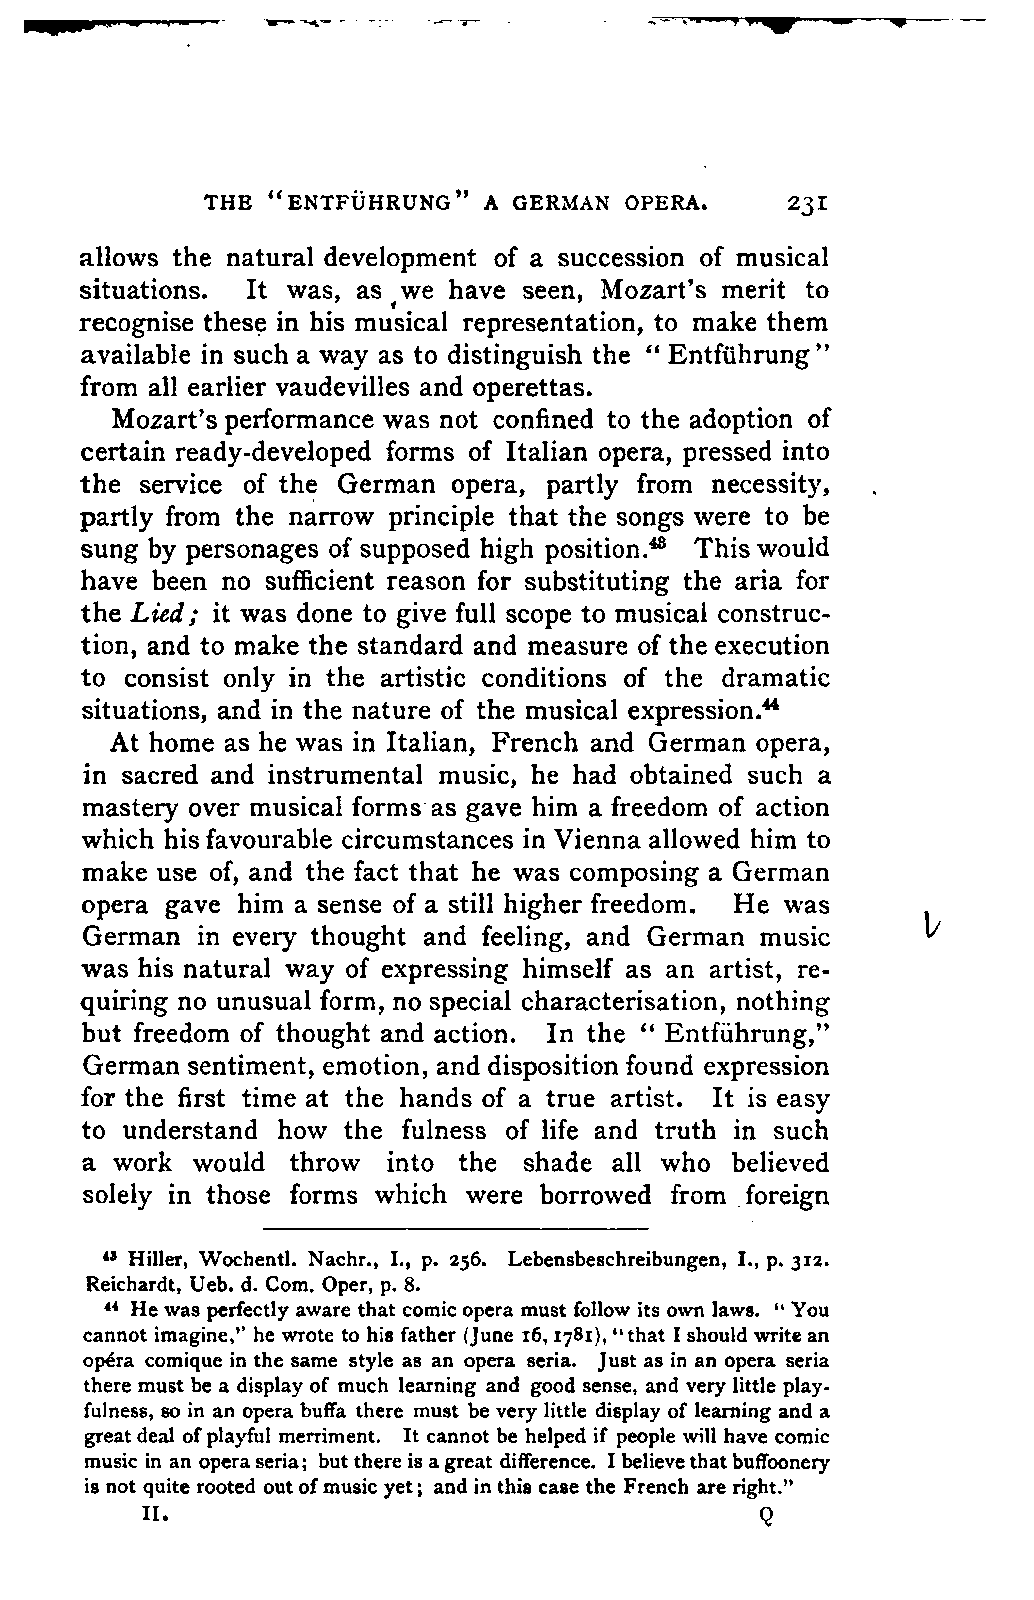 THE "ENTFÜHRUNG" A GERMAN OPERA. 231
allows the natural development of a succession of musical
situations. It was, as we have seen, Mozart's merit to
recognise these in his musical representation, to make them
available in such a way as to distinguish the "Entführung"
from all earlier vaudevilles and operettas.
Mozart's performance was not confined to the adoption of
certain ready-developed forms of Italian opera, pressed into
the service of the German opera, partly from necessity,
partly from the narrow principle that the songs were to be
sung by personages of supposed high position.⁴³ This would
have been no sufficient reason for substituting the aria for
the Lied; it was done to give full scope to musical construc-
tion, and to make the standard and measure of the execution
to consist only in the artistic conditions of the dramatic
situations, and in the nature of the musical expression.⁴⁴
At home as he was in Italian, French and German opera,
in sacred and instrumental music, he had obtained such a
mastery over musical forms as gave him a freedom of action
which his favourable circumstances in Vienna allowed him to
make use of, and the fact that he was composing a German
opera gave him a sense of a still higher freedom. He was
German in every thought and feeling, and German music
was his natural way of expressing himself as an artist, re-
quiring no unusual form, no special characterisation, nothing
but freedom of thought and action. In the "Entführung,"
German sentiment, emotion, and disposition found expression
for the first time at the hands of a true artist. It is easy
to understand how the fulness of life and truth in such
a work would throw into the shade all who believed
solely in those forms which were borrowed from foreign
⁴³ Hiller, Wochentl. Nachr., I., p. 256. Lebensbeschreibungen, I., p. 312.
Reichardt, Ueb. d. Com. Oper, p. 8.
⁴⁴ He was perfectly aware that comic opera must follow its own laws. "You
cannot imagine," he wrote to his father (June 16, 1781), "that I should write an
opéra comique in the same style as an opera seria. Just as in an opera seria
there must be a display of much learning and good sense, and very little play-
fulness, so in an opera buffa there must be very little display of learning and a
great deal of playful merriment. It cannot be helped if people will have comic
music in an opera seria; but there is a great difference. I believe that buffoonery
is not quite rooted out of music yet; and in this case the French are right."
II. Q